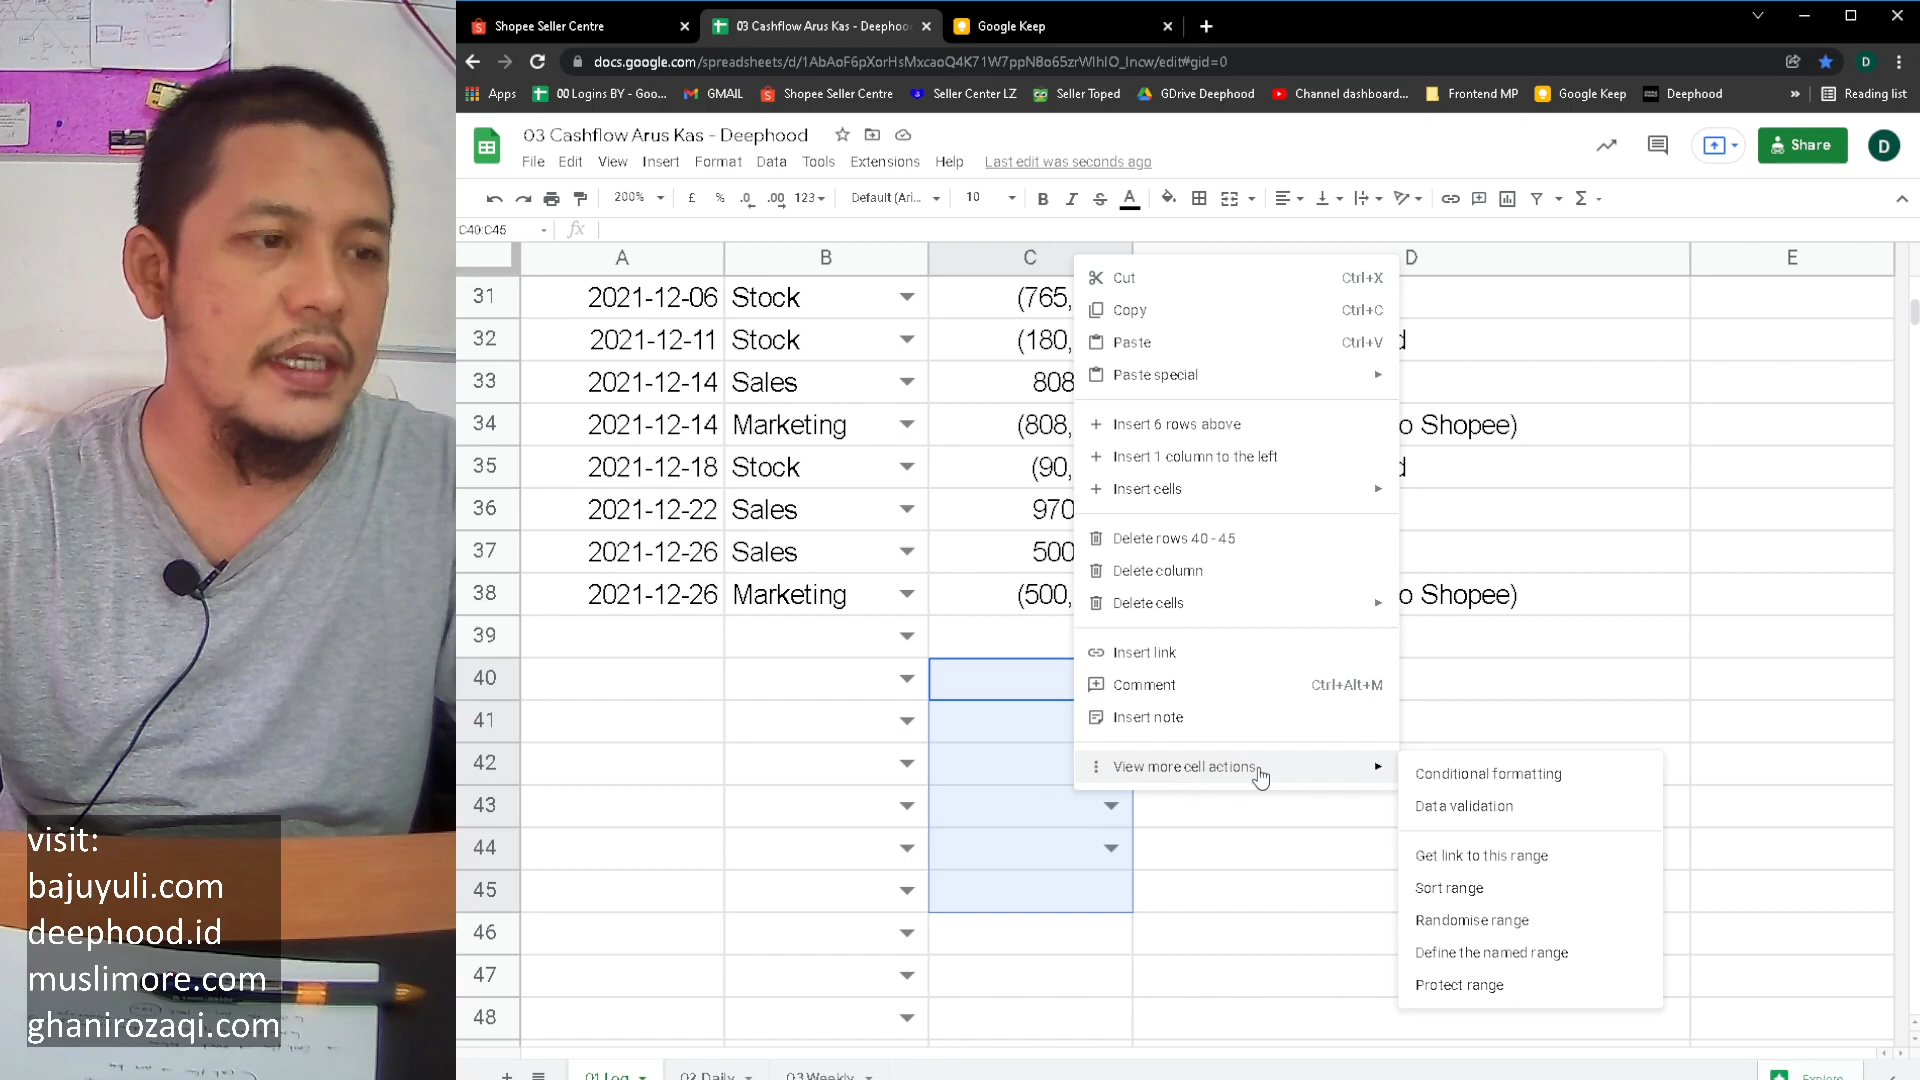 Shopee Seller Centre
03 Cashflow Arus Kas - Deephood
Google Keep
docs.google.com/spreadsheets/d/1AbAoF6pXorHsMxcaoQ4K71W7ppN8o65zrWlhIO_Incw/edit#gid=0
D
Apps
00 Logins BY - Goo...
GMAIL
Shopee Seller Centre
Seller Center LZ
Seller Toped
GDrive Deephood
Channel dashboard...
Frontend MP
Google Keep
Deephood
»
Reading list
03 Cashflow Arus Kas - Deephood
Share
D
File Edit View Insert Format Data Tools Extensions Help Last edit was seconds ago
200% £ % .0 .00 123 Default (Ari... 10 B I S A Σ
C40:C45 fx
A B C D E
31 2021-12-06 Stock (765,
32 2021-12-11 Stock (180, d
33 2021-12-14 Sales 808
34 2021-12-14 Marketing (808, o Shopee)
35 2021-12-18 Stock (90, d
36 2021-12-22 Sales 970
37 2021-12-26 Sales 500
38 2021-12-26 Marketing (500, o Shopee)
39
40
41
42
43
44
45
46
47
48
Cut Ctrl+X
Copy Ctrl+C
Paste Ctrl+V
Paste special
Insert 6 rows above
Insert 1 column to the left
Insert cells
Delete rows 40 - 45
Delete column
Delete cells
Insert link
Comment Ctrl+Alt+M
Insert note
View more cell actions
Conditional formatting
Data validation
Get link to this range
Sort range
Randomise range
Define the named range
Protect range
01 Log
02 Daily
03 Weekly
Explore
visit:
bajuyuli.com
deephood.id
muslimore.com
ghanirozaqi.com